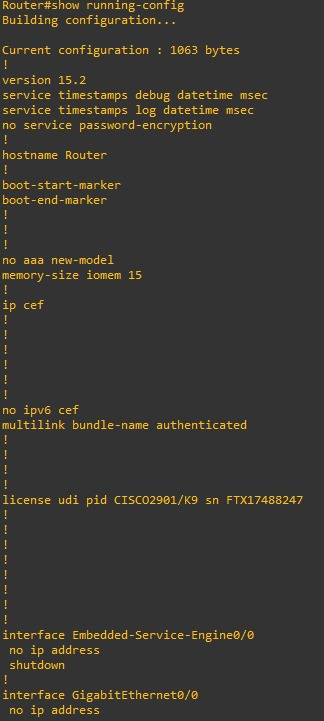 Router#show running-config
Building configuration...
Current configuration : 1063 bytes
!
version 15.2
service timestamps debug datetime msec
service timestamps log datetime msec
no service password-encryption
!
hostname Router
!
boot-start-marker
boot-end-marker
!
!
!
no aaa new-model
memory-size iomem 15
!
ip cef
!
!
!
!
!
!
no ipv6 cef
multilink bundle-name authenticated
!
!
!
!
license udi pid CISCO2901/K9 sn FTX17488247
!
!
!
!
!
!
!
!
interface Embedded-Service-Engine0/0
 no ip address
 shutdown
!
interface GigabitEthernet0/0
 no ip address